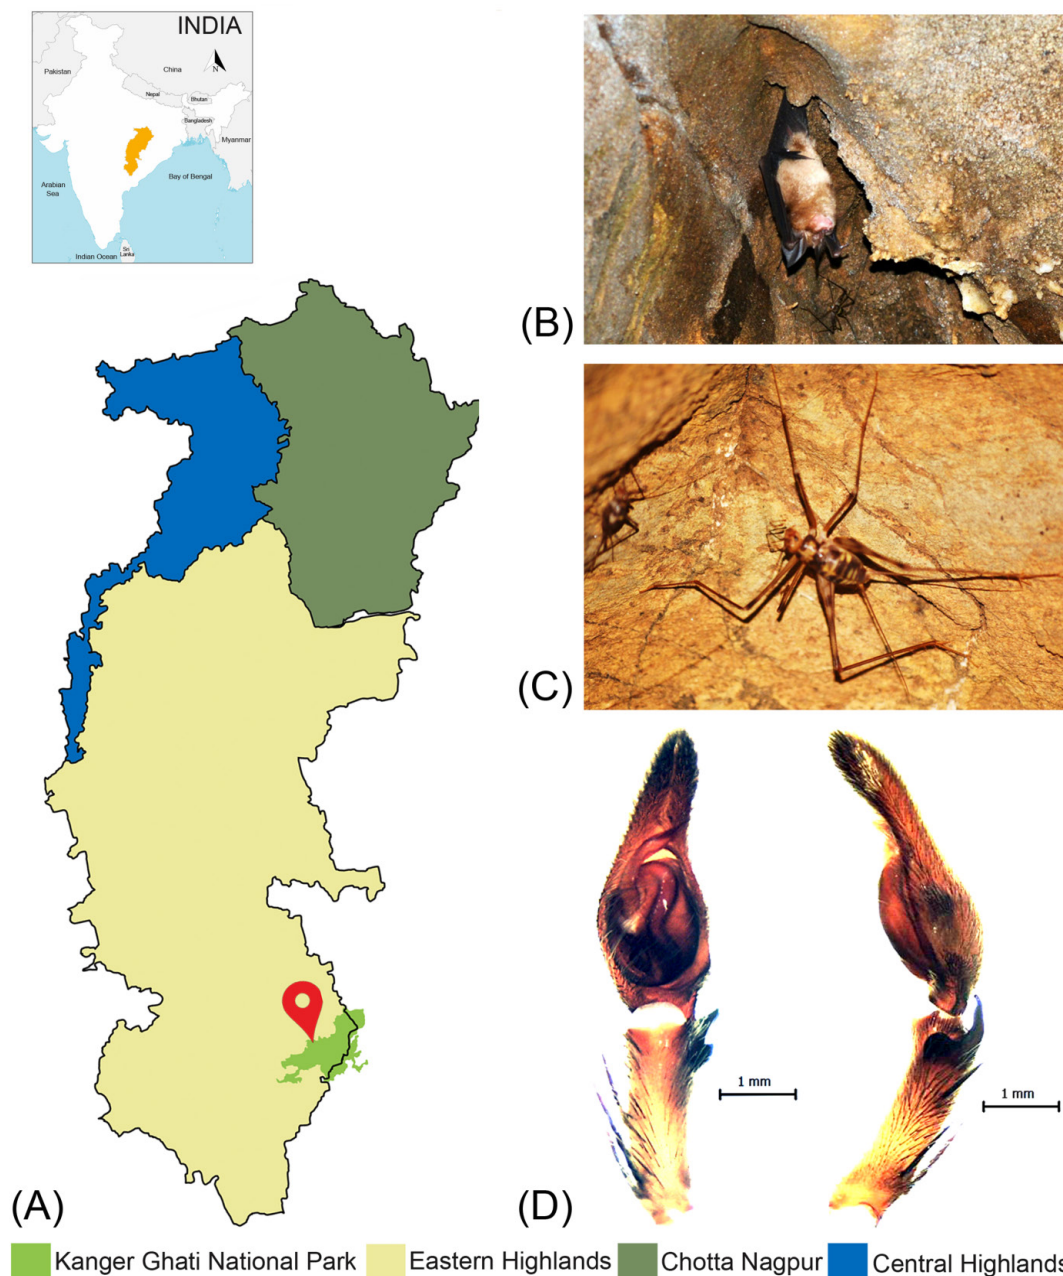 INDIA
N
Pakistan
China
Nepal
Bhutan
Bangladesh
Myanmar
Arabian
Sea
Bay of Bengal
Sri
Lanka
Indian Ocean
(B)
(C)
1 mm
1 mm
(A)
(D)
Kanger Ghati National Park
Eastern Highlands
Chotta Nagpur
Central Highland